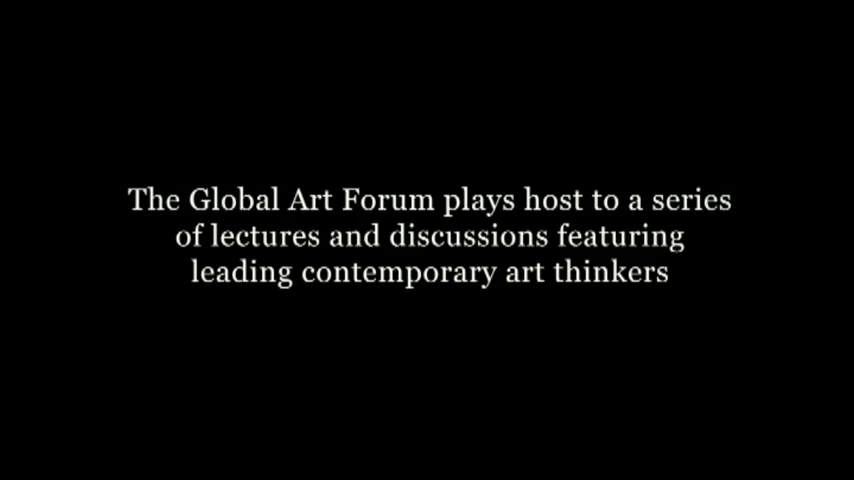 The Global Art Forum plays host to a series
of lectures and discussions featuring
leading contemporary art thinkers